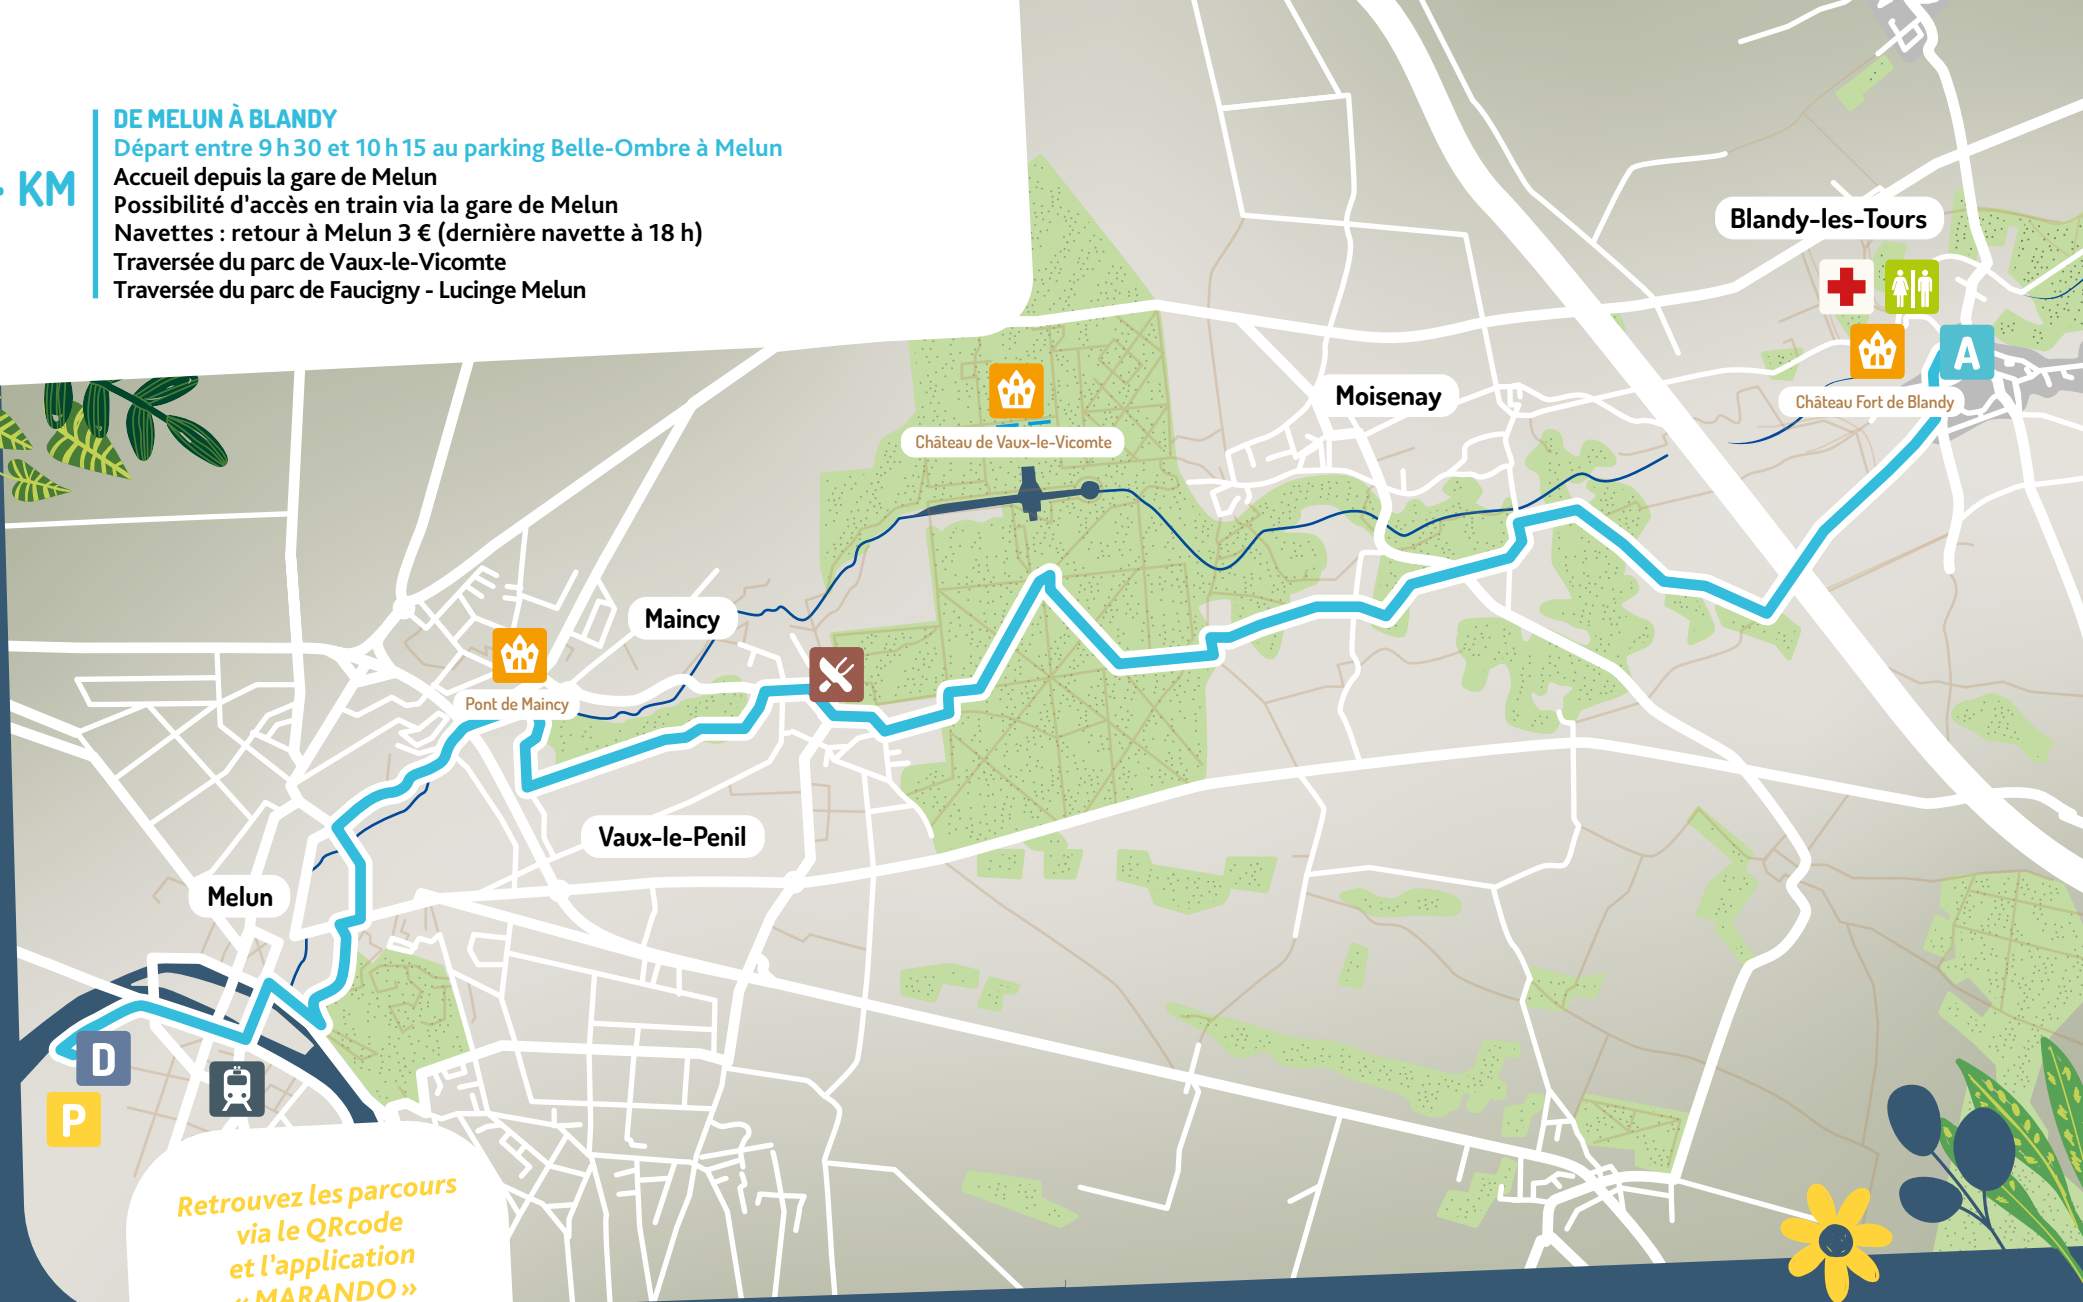 KM
DE MELUN À BLANDY
Départ entre 9 h 30 et 10 h 15 au parking Belle-Ombre à Melun
Accueil depuis la gare de Melun
Possibilité d'accès en train via la gare de Melun
Navettes : retour à Melun 3 € (dernière navette à 18 h)
Traversée du parc de Vaux-le-Vicomte
Traversée du parc de Faucigny - Lucinge Melun
Blandy-les-Tours
A
Château Fort de Blandy
Moisenay
Château de Vaux-le-Vicomte
Maincy
Pont de Maincy
Vaux-le-Penil
Melun
D
P
Retrouvez les parcours
via le QRcode
et l'application
« MARANDO »